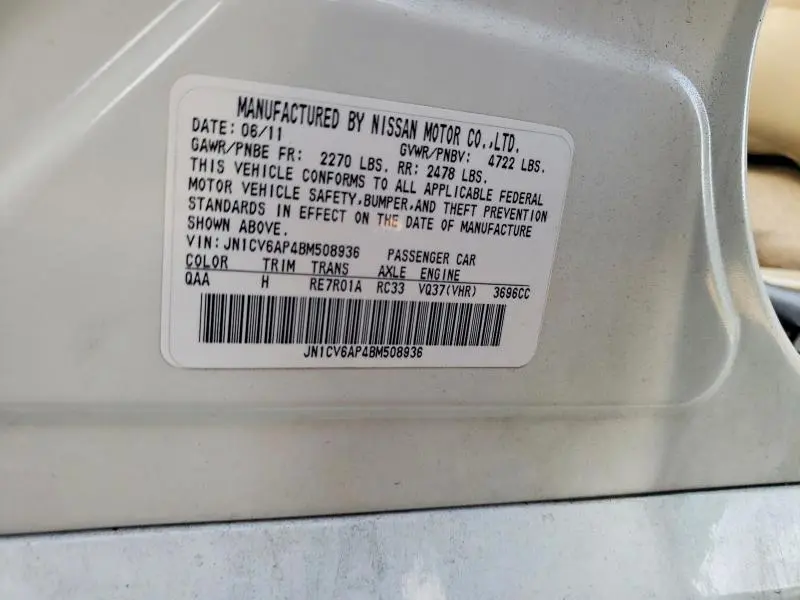 MANUFACTURED BY NISSAN MOTOR CO.,LTD.
DATE: 06/11 GVWR/PNBV: 4722 LBS.
GAWR/PNBE FR: 2270 LBS. RR: 2478 LBS.
THIS VEHICLE CONFORMS TO ALL APPLICABLE FEDERAL
MOTOR VEHICLE SAFETY,BUMPER,AND THEFT PREVENTION
STANDARDS IN EFFECT ON THE DATE OF MANUFACTURE
SHOWN ABOVE.
VIN: JN1CV6AP4BM508936 PASSENGER CAR
COLOR TRIM TRANS AXLE ENGINE
QAA H RE7R01A RC33 VQ37(VHR) 3696CC
JN1CV6AP4BM508936